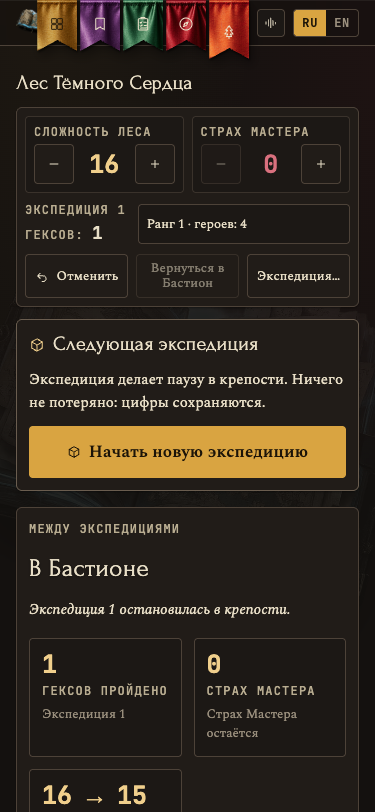 RU EN
Лес Тёмного Сердца
СЛОЖНОСТЬ ЛЕСА
− 16 +
СТРАХ МАСТЕРА
− 0 +
ЭКСПЕДИЦИЯ 1
ГЕКСОВ: 1
Ранг 1 · героев: 4
Отменить
Вернуться в
Бастион
Экспедиция...
Следующая экспедиция
Экспедиция делает паузу в крепости. Ничего
не потеряно: цифры сохраняются.
Начать новую экспедицию
МЕЖДУ ЭКСПЕДИЦИЯМИ
В Бастионе
Экспедиция 1 остановилась в крепости.
1
ГЕКСОВ ПРОЙДЕНО
Экспедиция 1
0
СТРАХ МАСТЕРА
Страх Мастера
остаётся
16 → 15